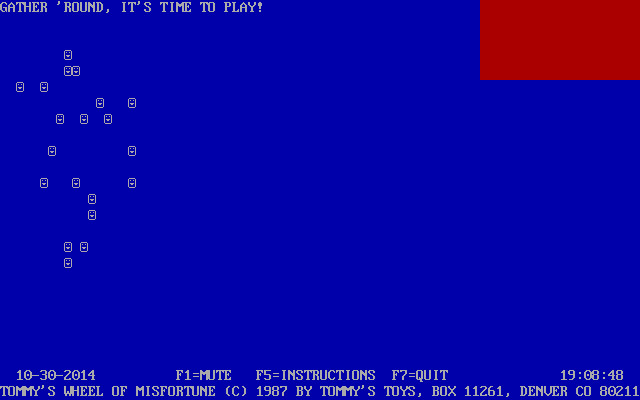 GATHER 'ROUND, IT'S TIME TO PLAY!
10-30-2014 F1=MUTE F5=INSTRUCTIONS F7=QUIT 19:08:48
TOMMY'S WHEEL OF MISFORTUNE (C) 1987 BY TOMMY'S TOYS, BOX 11261, DENVER CO 80211